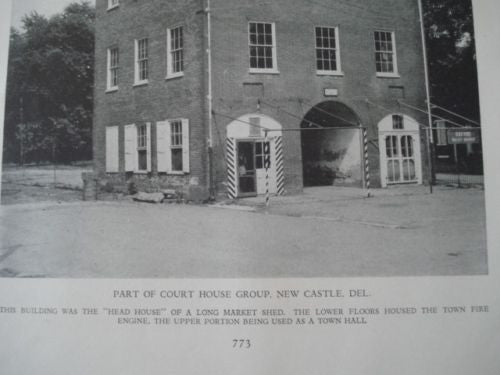 PART OF COURT HOUSE GROUP, NEW CASTLE, DEL.
THIS BUILDING WAS THE "HEAD HOUSE" OF A LONG MARKET SHED. THE LOWER FLOORS HOUSED THE TOWN FIRE
ENGINE, THE UPPER PORTION BEING USED AS A TOWN HALL
773